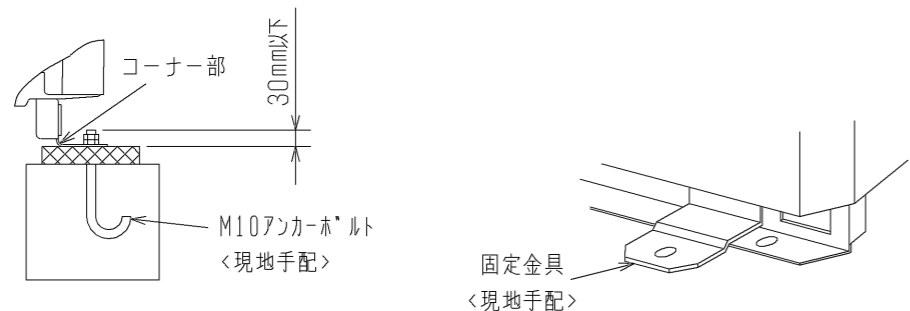 コーナー部
30mm以下
M10アンカーボルト
<現地手配>
固定金具
<現地手配>